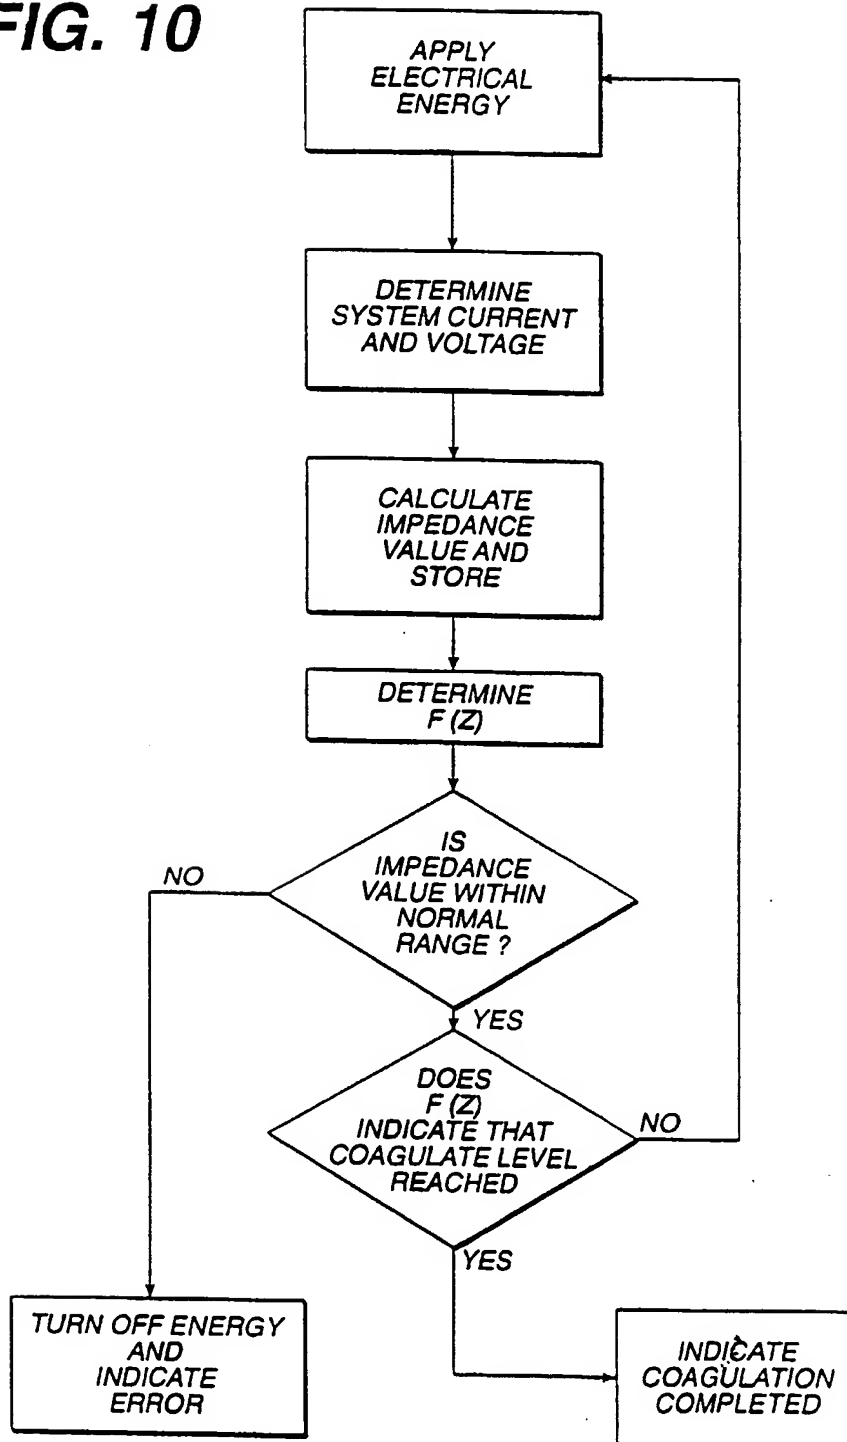 FIG. 10
APPLY
ELECTRICAL
ENERGY
DETERMINE
SYSTEM CURRENT
AND VOLTAGE
CALCULATE
IMPEDANCE
VALUE AND
STORE
DETERMINE
F (Z)
IS
IMPEDANCE
VALUE WITHIN
NORMAL
RANGE ?
NO
YES
DOES
F (Z)
INDICATE THAT
COAGULATE LEVEL
REACHED
NO
YES
TURN OFF ENERGY
AND
INDICATE
ERROR
INDICATE
COAGULATION
COMPLETED